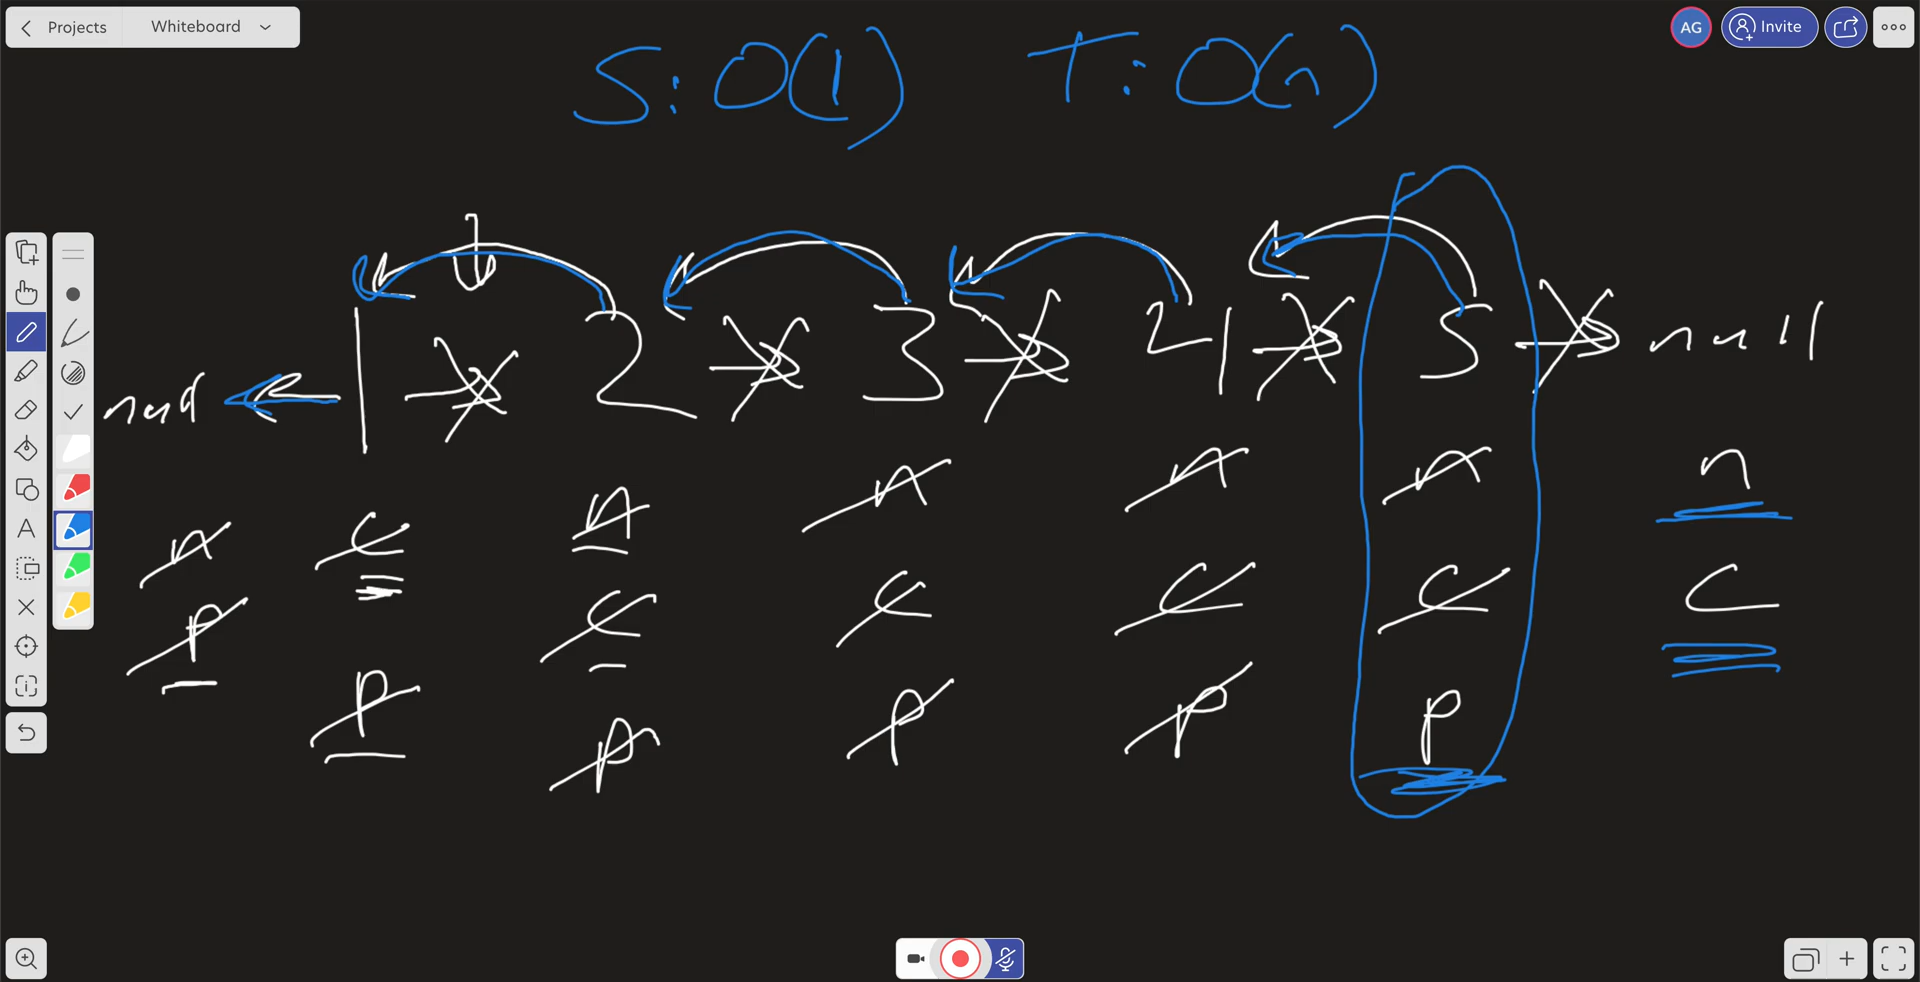 Projects Whiteboard AG Invite
S: O(1) T: O(n)
null 1 2 3 4 5 null
n n n n n
n c
p c c c c c
p p p p p
A